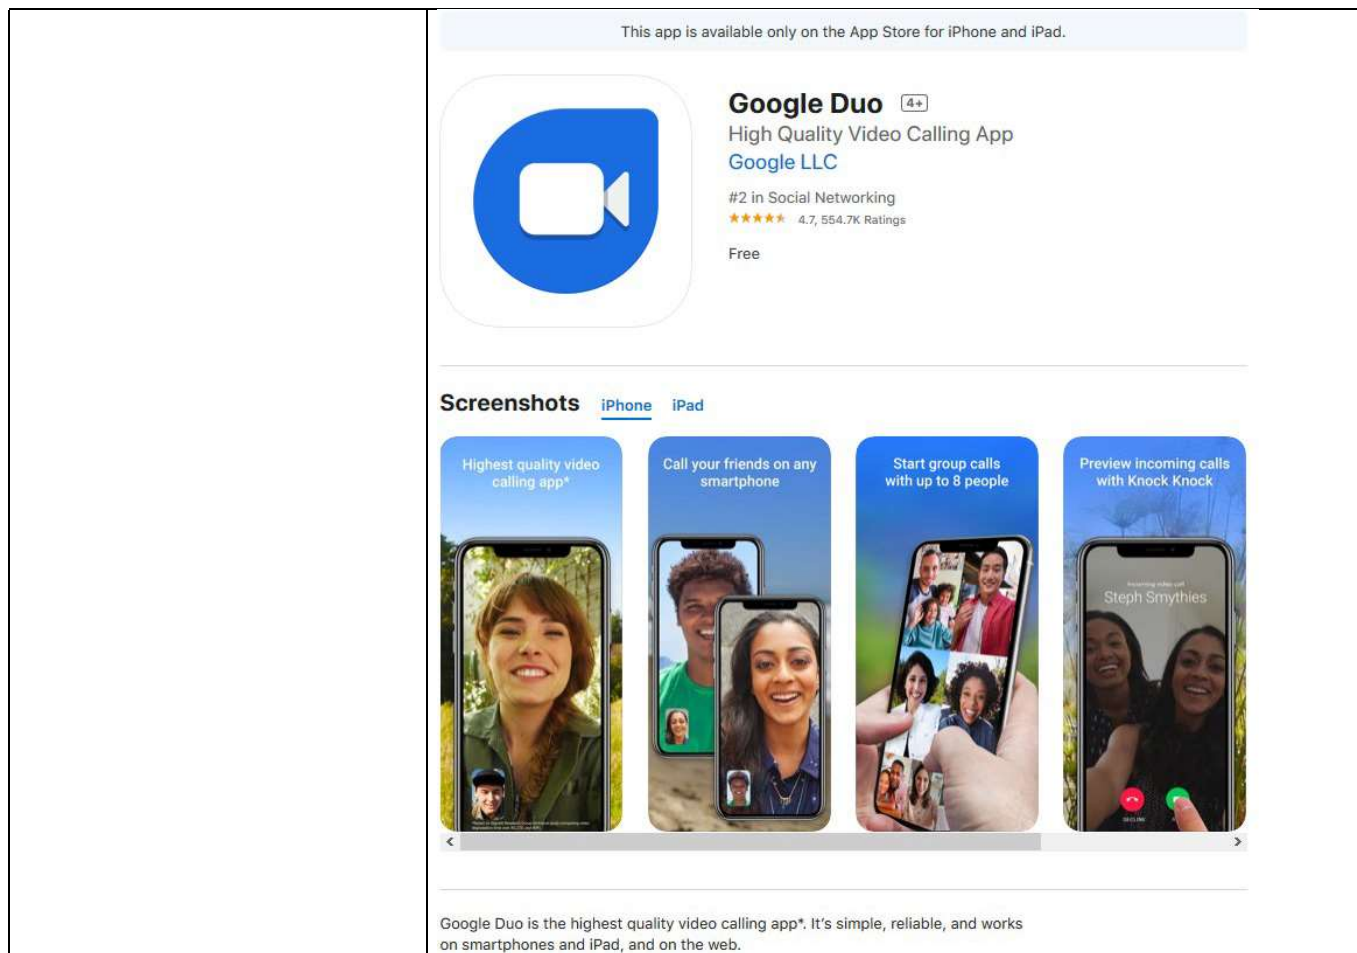 This app is available only on the App Store for iPhone and iPad.
Google Duo 4+
High Quality Video Calling App
Google LLC
#2 in Social Networking
4.7, 554.7K Ratings
Free
Screenshots iPhone iPad
Highest quality video
calling app*
Call your friends on any
smartphone
Start group calls
with up to 8 people
Preview incoming calls
with Knock Knock
Incoming video call
Steph Smythies
DECLINE
Google Duo is the highest quality video calling app*. It's simple, reliable, and works
on smartphones and iPad, and on the web.